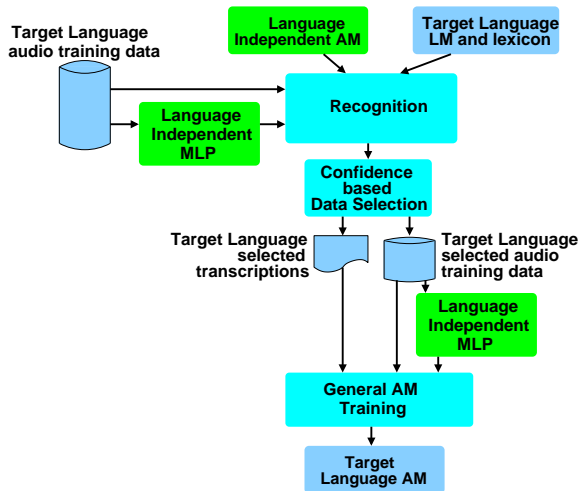 Target Language
audio training data
Language
Independent AM
Target Language
LM and lexicon
Recognition
Language
Independent
MLP
Confidence
based
Data Selection
Target Language
selected
transcriptions
Target Language
selected audio
training data
Language
Independent
MLP
General AM
Training
Target
Language AM